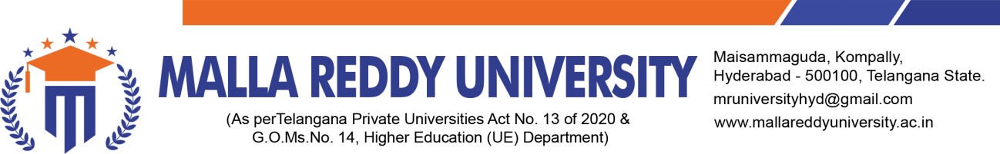 MALLA REDDY UNIVERSITY
(As perTelangana Private Universities Act No. 13 of 2020 &
G.O.Ms.No. 14, Higher Education (UE) Department)
Maisammaguda, Kompally,
Hyderabad - 500100, Telangana State.
mruniversityhyd@gmail.com
www.mallareddyuniversity.ac.in